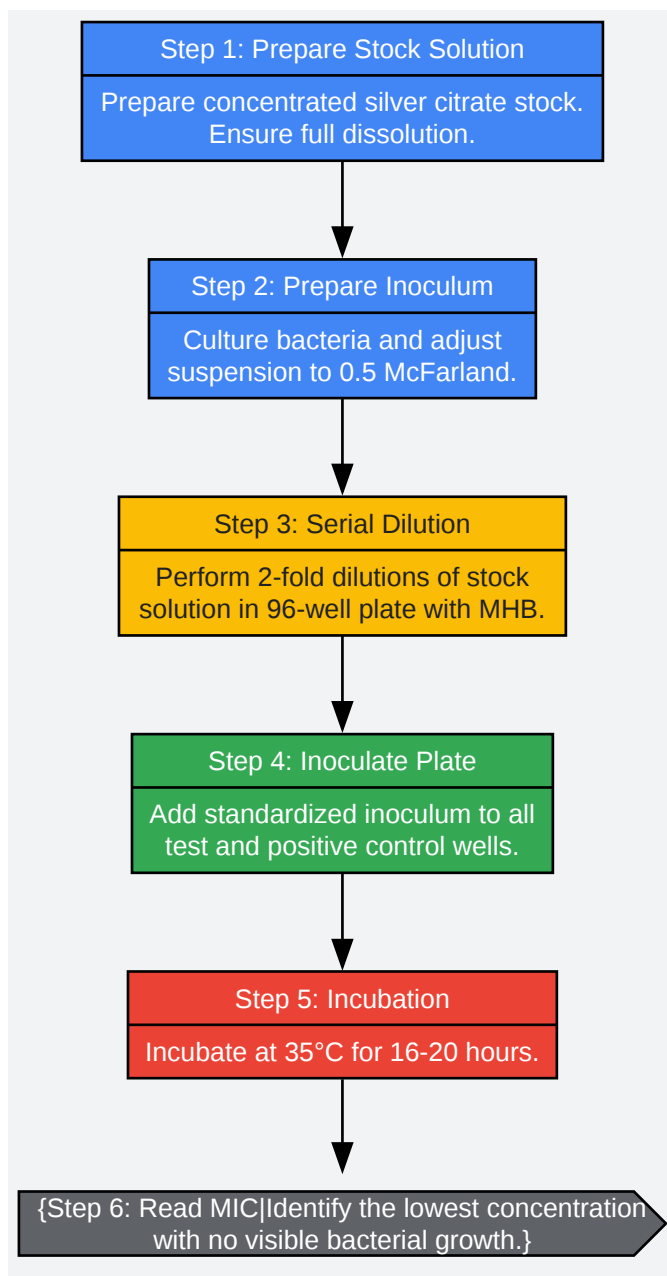 Step 1: Prepare Stock Solution
Prepare concentrated silver citrate stock.
Ensure full dissolution.
Step 2: Prepare Inoculum
Culture bacteria and adjust
suspension to 0.5 McFarland.
Step 3: Serial Dilution
Perform 2-fold dilutions of stock
solution in 96-well plate with MHB.
Step 4: Inoculate Plate
Add standardized inoculum to all
test and positive control wells.
Step 5: Incubation
Incubate at 35°C for 16-20 hours.
{Step 6: Read MIC|Identify the lowest concentration
with no visible bacterial growth.}